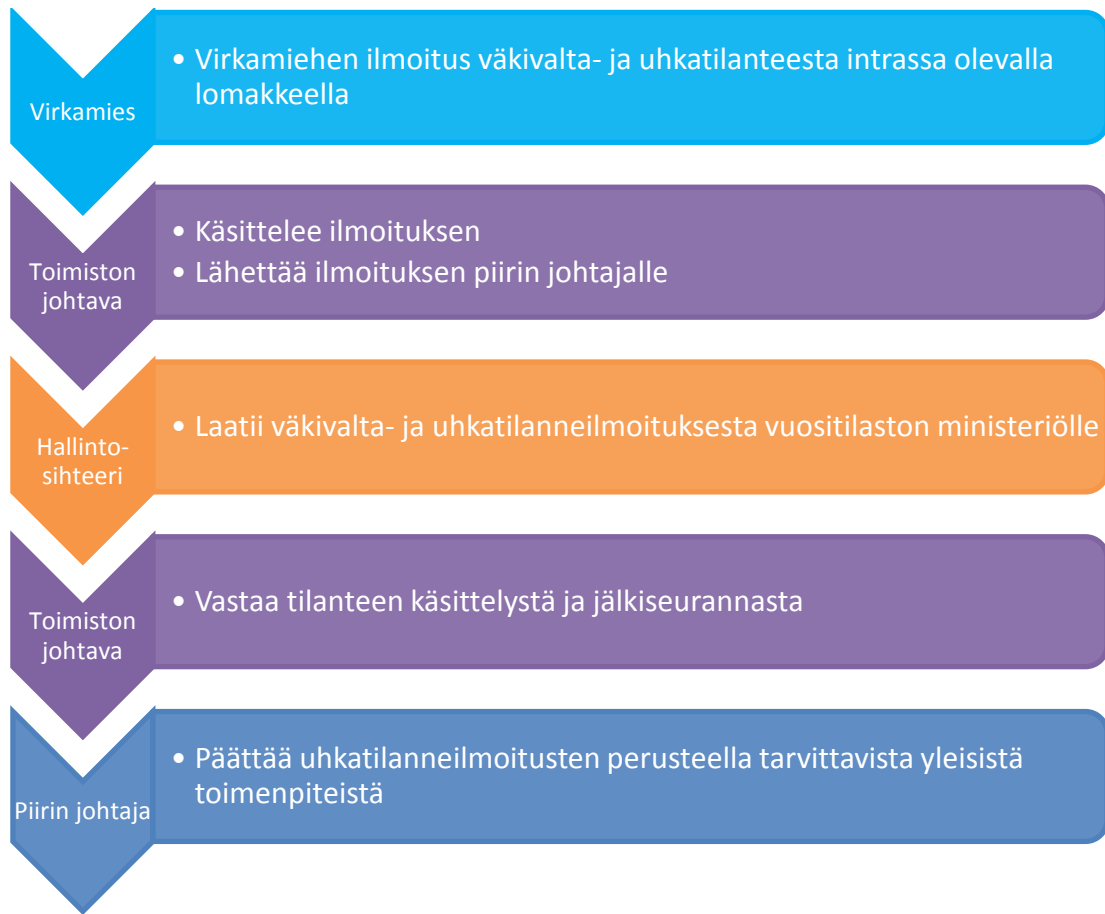 Virkamies
• Virkamiehen ilmoitus väkivalta- ja uhkatilanteesta intrassa olevalla
lomakkeella
Toimiston
johtava
• Käsittelee ilmoituksen
• Lähettää ilmoituksen piirin johtajalle
Hallinto-
sihteeri
• Laatii väkivalta- ja uhkatilanneilmoituksesta vuositilaston ministeriölle
Toimiston
johtava
• Vastaa tilanteen käsittelystä ja jälkiseurannasta
Piirin johtaja
• Päättää uhkatilanneilmoitusten perusteella tarvittavista yleisistä
toimenpiteistä